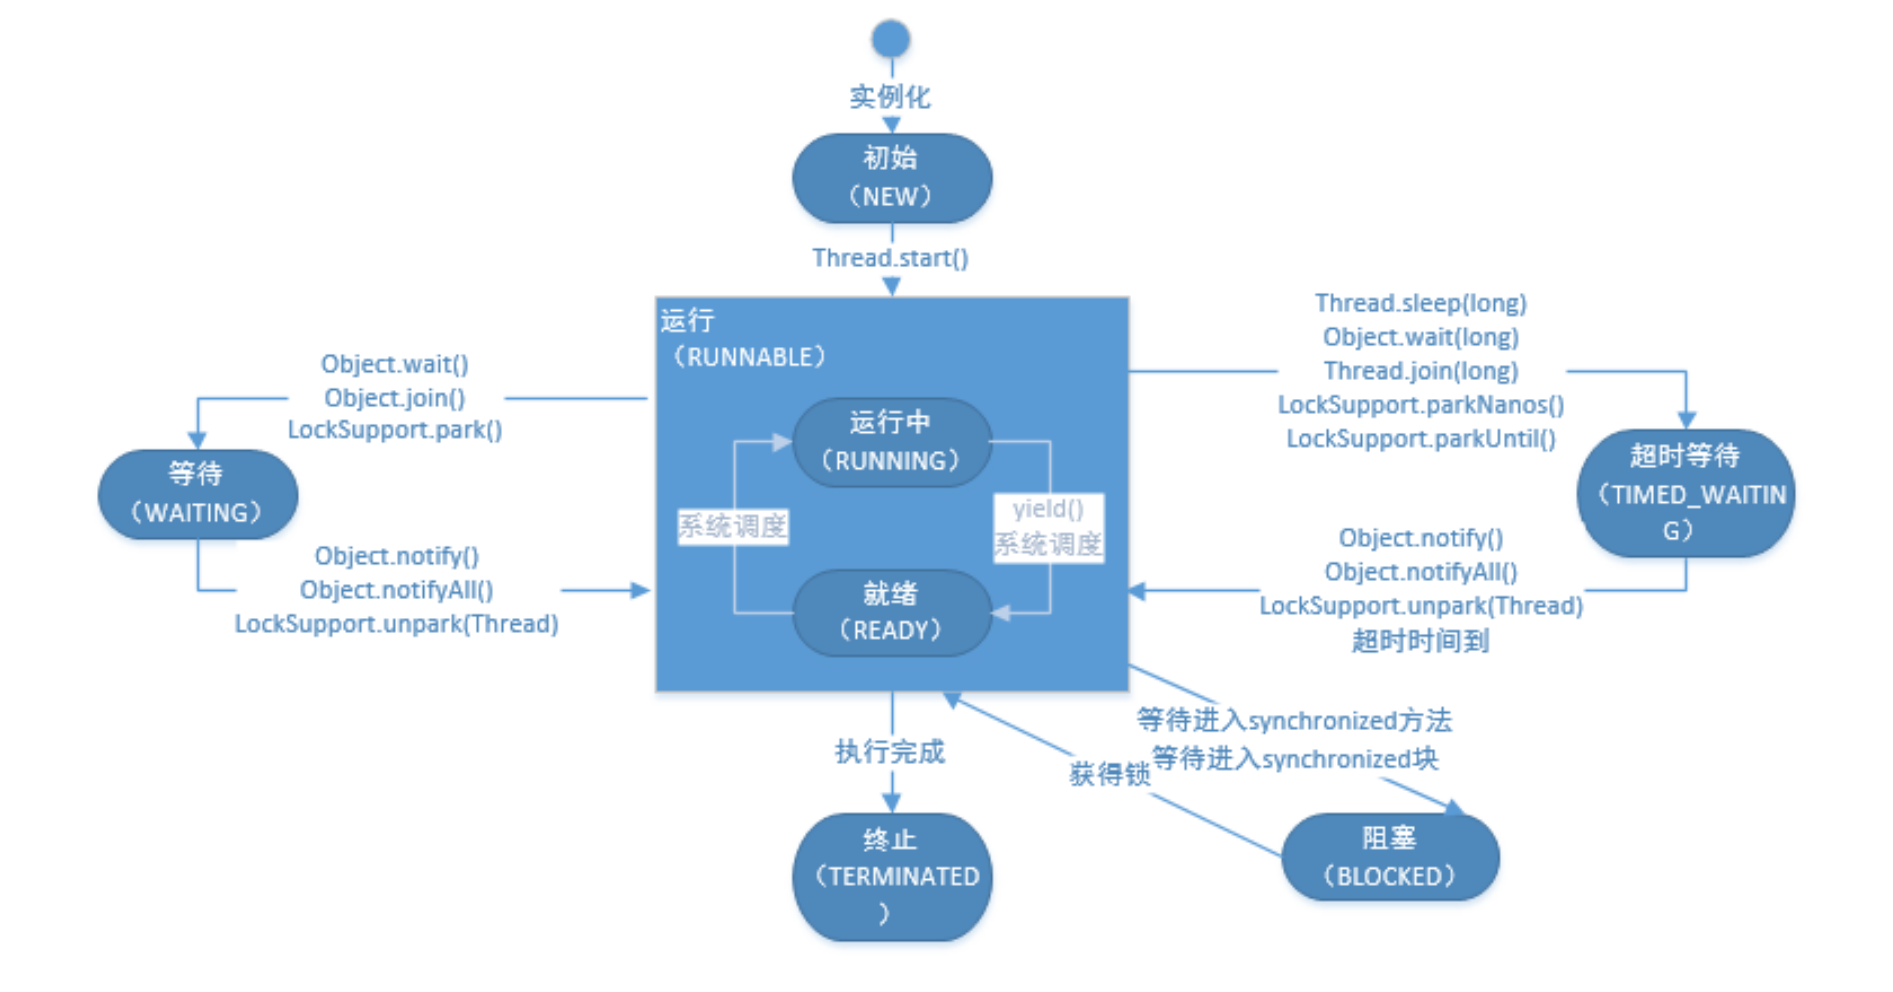 实例化
初始
（NEW）
Thread.start()
运行
（RUNNABLE）
运行中
（RUNNING）
系统调度
yield()
系统调度
就绪
（READY）
Object.wait()
Object.join()
LockSupport.park()
等待
（WAITING）
Object.notify()
Object.notifyAll()
LockSupport.unpark(Thread)
Thread.sleep(long)
Object.wait(long)
Thread.join(long)
LockSupport.parkNanos()
LockSupport.parkUntil()
超时等待
（TIMED_WAITIN
G）
Object.notify()
Object.notifyAll()
LockSupport.unpark(Thread)
超时时间到
等待进入synchronized方法
等待进入synchronized块
获得锁
阻塞
（BLOCKED）
执行完成
终止
（TERMINATED
）